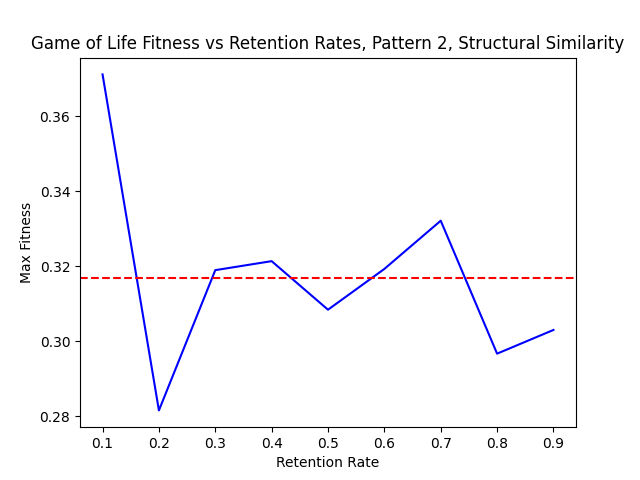 Game of Life Fitness vs Retention Rates, Pattern 2, Structural Similarity
0.36
0.34
0.32
0.30
0.28
Max Fitness
0.1 0.2 0.3 0.4 0.5 0.6 0.7 0.8 0.9
Retention Rate